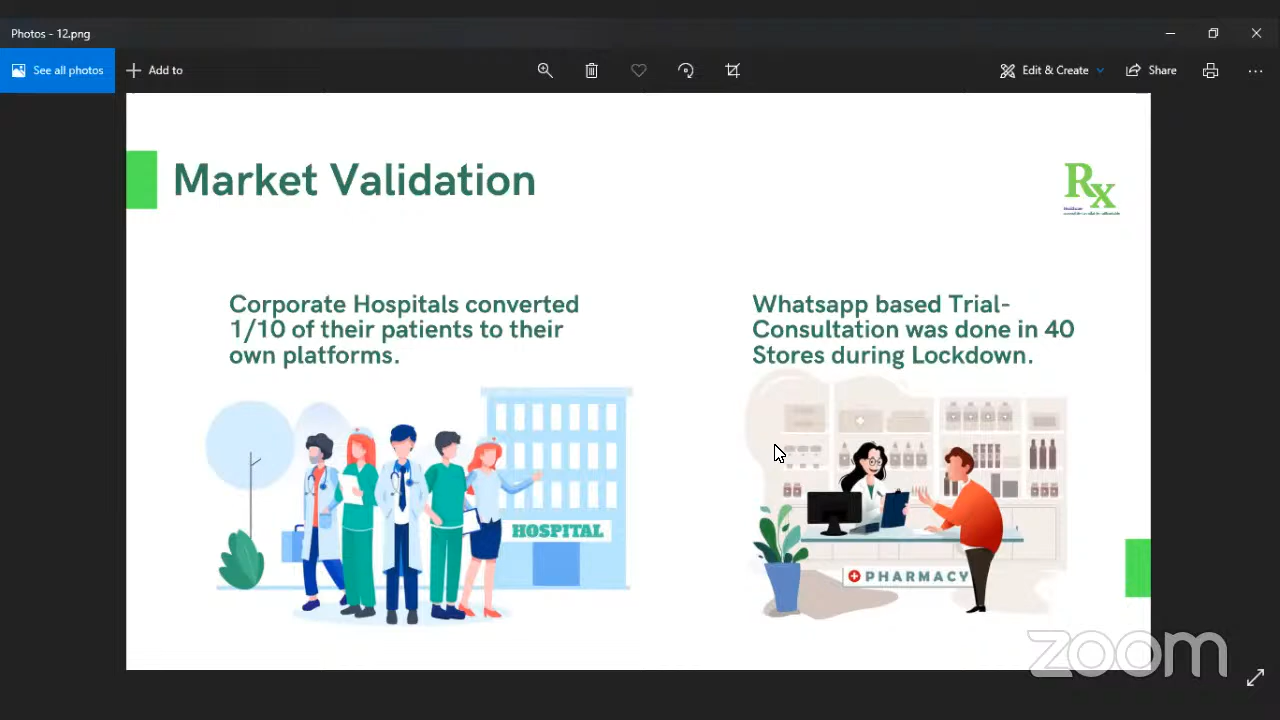 Photos - 12.png
See all photos
Add to
Edit & Create
Share
Market Validation
Rx
Corporate Hospitals converted
1/10 of their patients to their
own platforms.
Whatsapp based Trial-
Consultation was done in 40
Stores during Lockdown.
HOSPITAL
PHARMACY
zoom